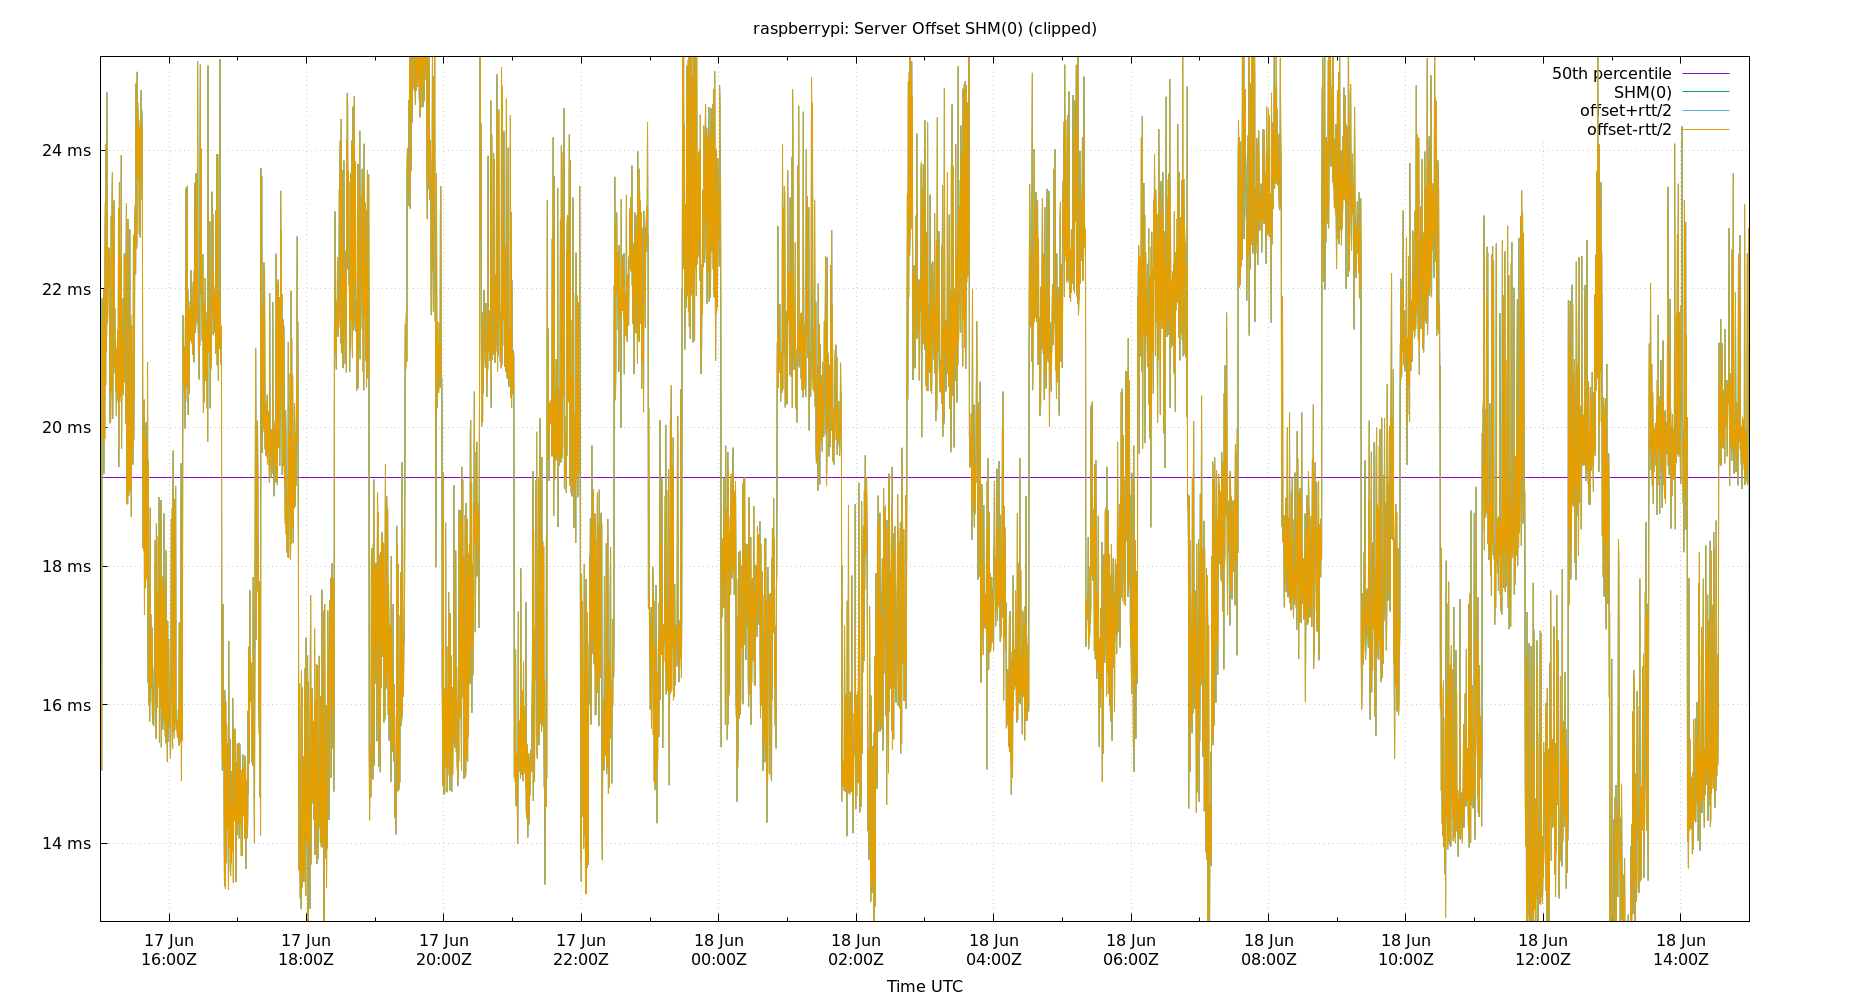 raspberrypi: Server Offset SHM(0) (clipped)
50th percentile
SHM(0)
offset+rtt/2
offset-rtt/2
24 ms
22 ms
20 ms
18 ms
16 ms
14 ms
17 Jun 17 Jun 17 Jun 17 Jun 18 Jun 18 Jun 18 Jun 18 Jun 18 Jun 18 Jun 18 Jun 18 Jun
16:00Z 18:00Z 20:00Z 22:00Z 00:00Z 02:00Z 04:00Z 06:00Z 08:00Z 10:00Z 12:00Z 14:00Z
Time UTC